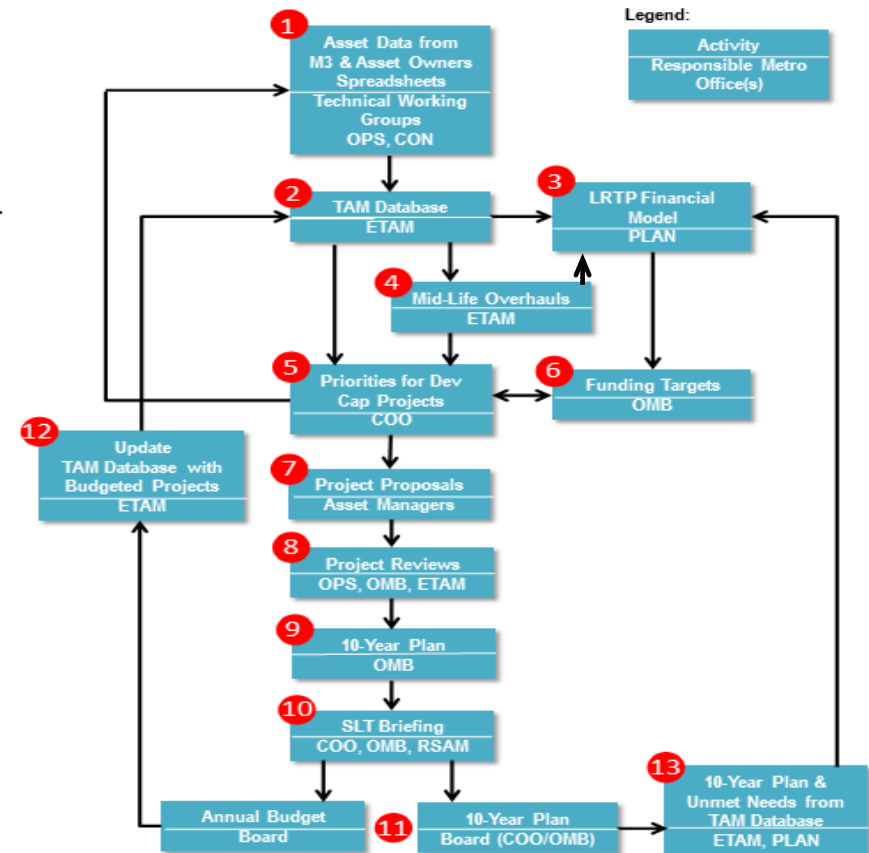 Legend:
Activity
Responsible Metro
Office(s)
1
Asset Data from
M3 & Asset Owners
Spreadsheets
Technical Working
Groups
OPS, CON
2
TAM Database
ETAM
3
LRTP Financial
Model
PLAN
4
Mid-Life Overhauls
ETAM
5
Priorities for Dev
Cap Projects
COO
6
Funding Targets
OMB
12
Update
TAM Database with
Budgeted Projects
ETAM
7
Project Proposals
Asset Managers
8
Project Reviews
OPS, OMB, ETAM
9
10-Year Plan
OMB
10
SLT Briefing
COO, OMB, RSAM
Annual Budget
Board
11
10-Year Plan
Board (COO/OMB)
13
10-Year Plan &
Unmet Needs from
TAM Database
ETAM, PLAN